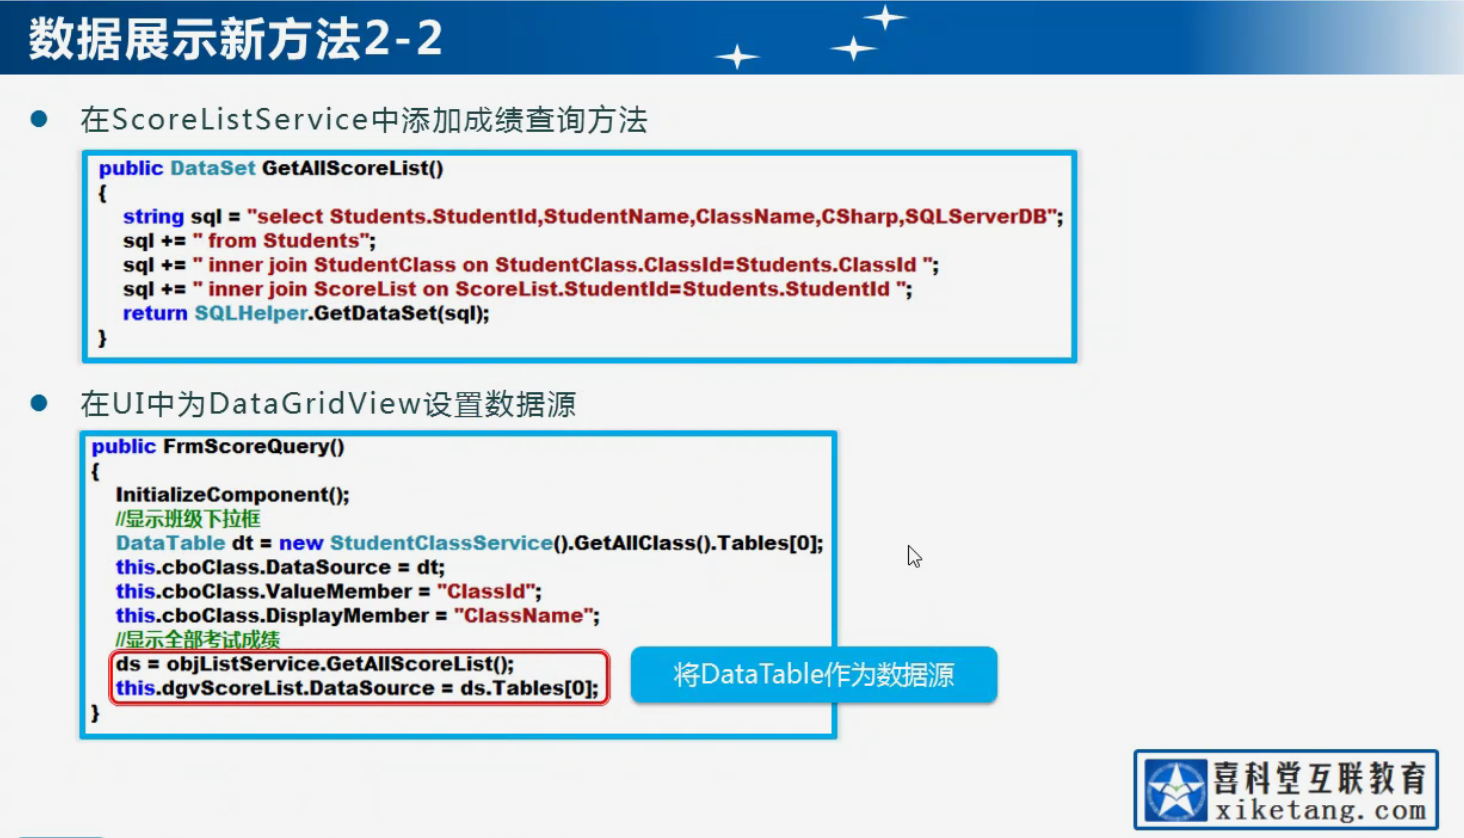 数据展示新方法2-2
在ScoreListService中添加成绩查询方法
public DataSet GetAllScoreList()
{
string sql = "select Students.StudentId,StudentName,ClassName,CSharp,SQLServerDB";
sql += " from Students";
sql += " inner join StudentClass on StudentClass.ClassId=Students.ClassId ";
sql += " inner join ScoreList on ScoreList.StudentId=Students.StudentId ";
return SQLHelper.GetDataSet(sql);
}
在UI中为DataGridView设置数据源
public FrmScoreQuery()
{
InitializeComponent();
//显示班级下拉框
DataTable dt = new StudentClassService().GetAllClass().Tables[0];
this.cboClass.DataSource = dt;
this.cboClass.ValueMember = "ClassId";
this.cboClass.DisplayMember = "ClassName";
//显示全部考试成绩
ds = objListService.GetAllScoreList();
this.dgvScoreList.DataSource = ds.Tables[0];
}
将DataTable作为数据源
喜科堂互联教育
xiketang.com